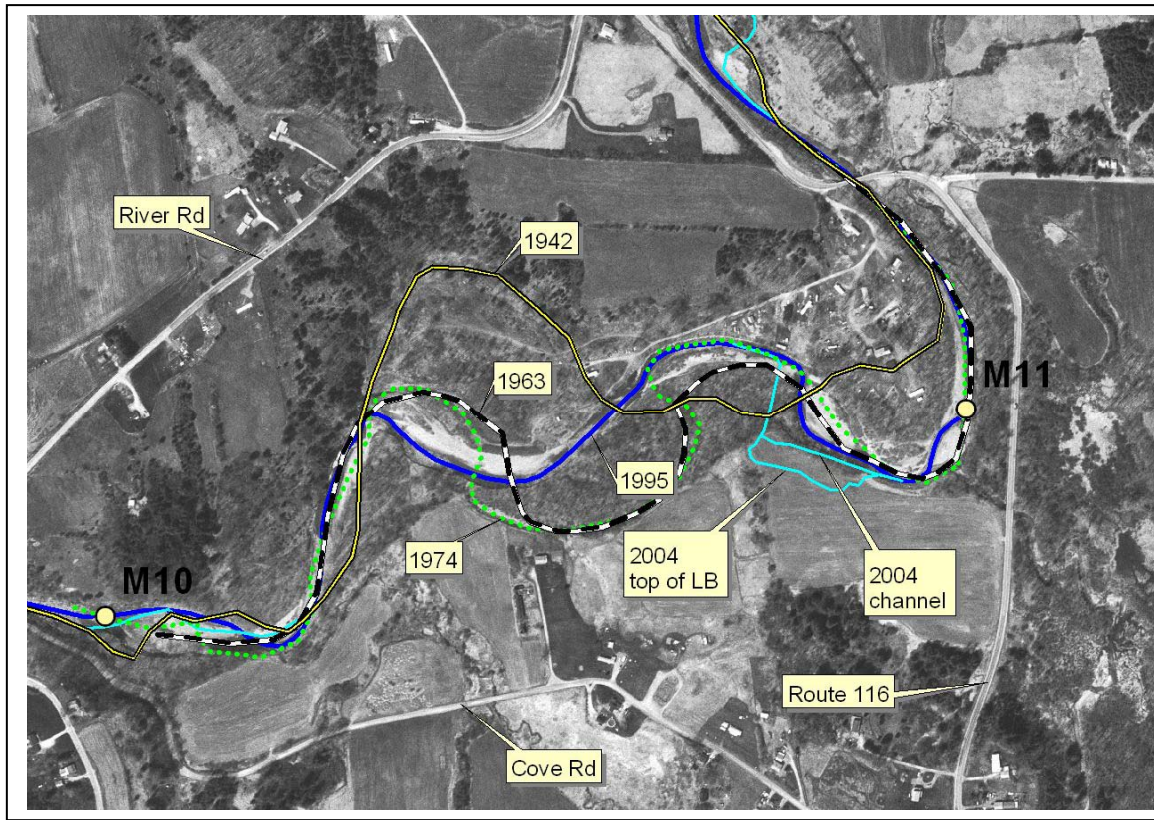 River Rd
1942
M11
1963
1995
1974
2004
top of LB
2004
channel
M10
Route 116
Cove Rd